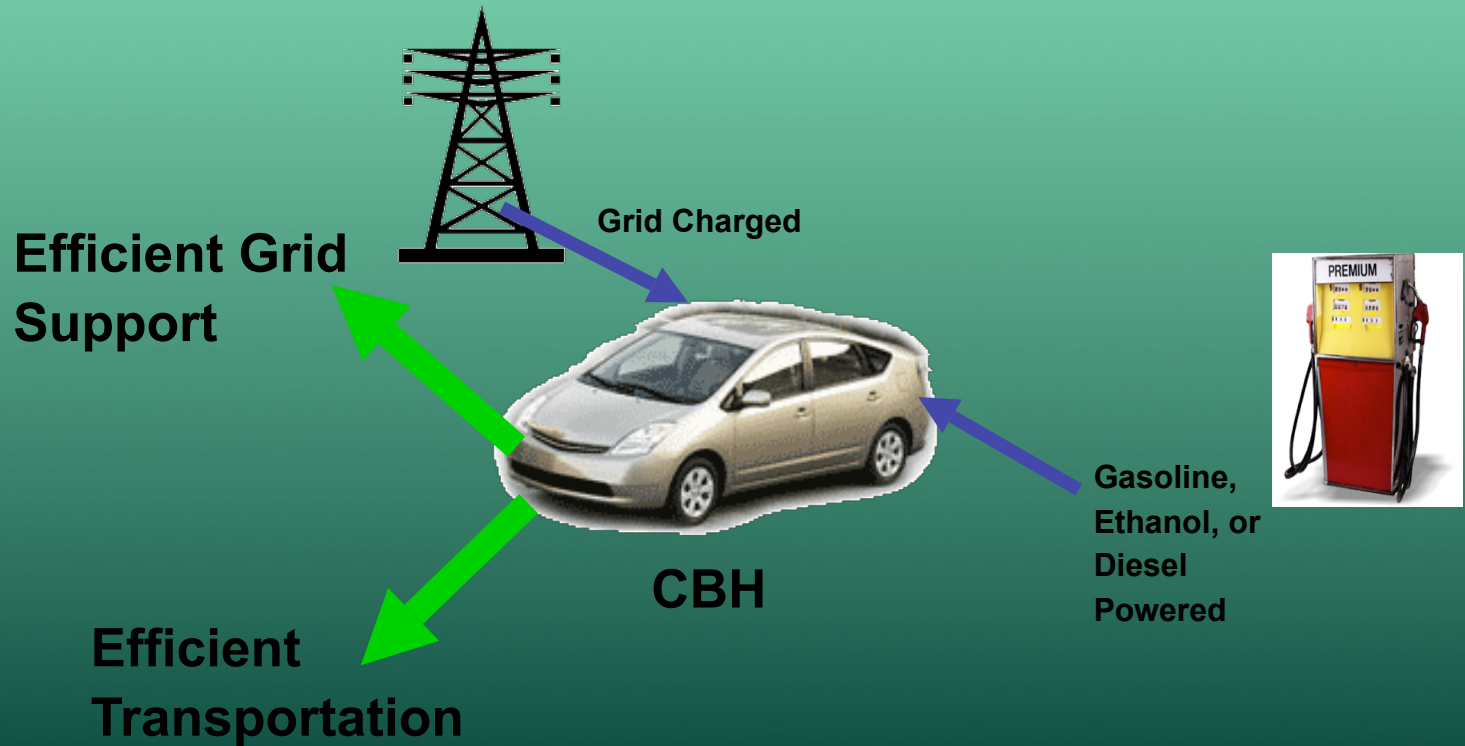 Grid Charged
Efficient Grid
Support
PREMIUM
Gasoline,
Ethanol, or
Diesel
Powered
CBH
Efficient
Transportation